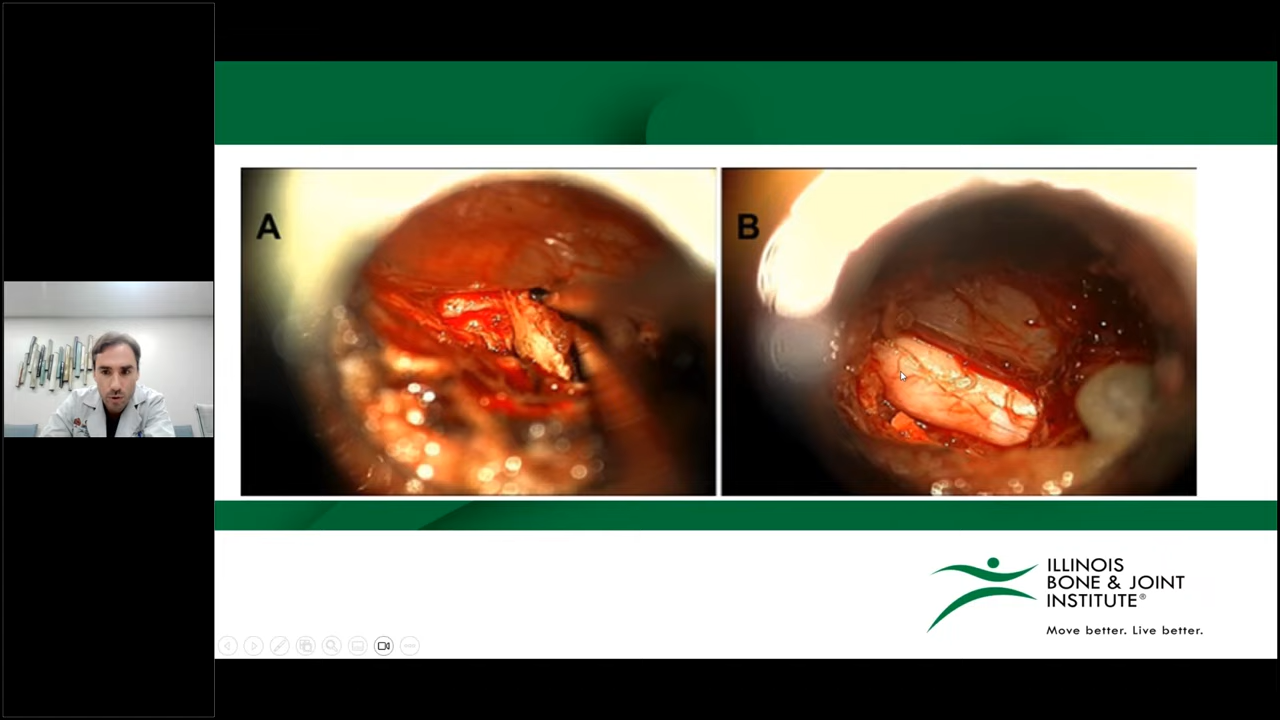 A
B
ILLINOIS
BONE & JOINT
INSTITUTE®
Move better. Live better.